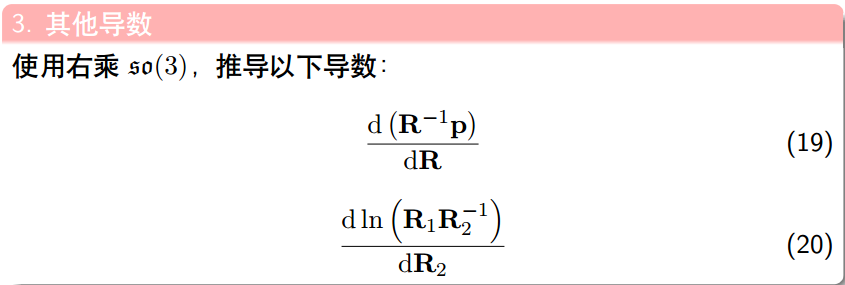 3. 其他导数
使用右乘 𝔰𝔬(3)，推导以下导数：
d (R⁻¹p) / dR (19)
d ln (R₁R₂⁻¹) / dR₂ (20)